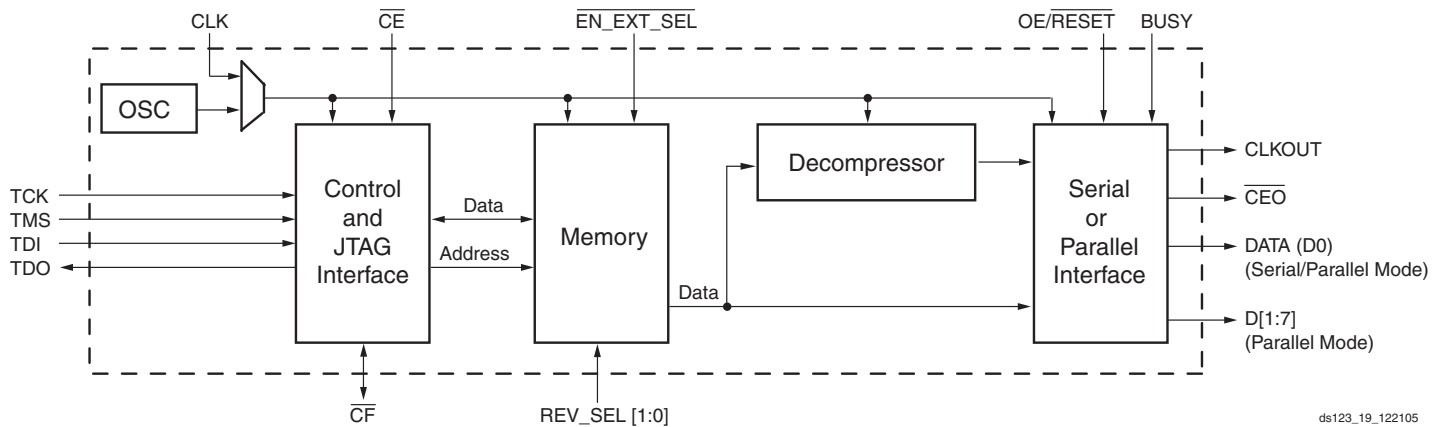 CLK
CE
EN_EXT_SEL
OE/RESET
BUSY
OSC
Control
and
JTAG
Interface
Memory
Decompressor
Serial
or
Parallel
Interface
TCK
TMS
TDI
TDO
Data
Address
Data
CLKOUT
CEO
DATA (D0)
(Serial/Parallel Mode)
D[1:7]
(Parallel Mode)
CF
REV_SEL [1:0]
ds123_19_122105